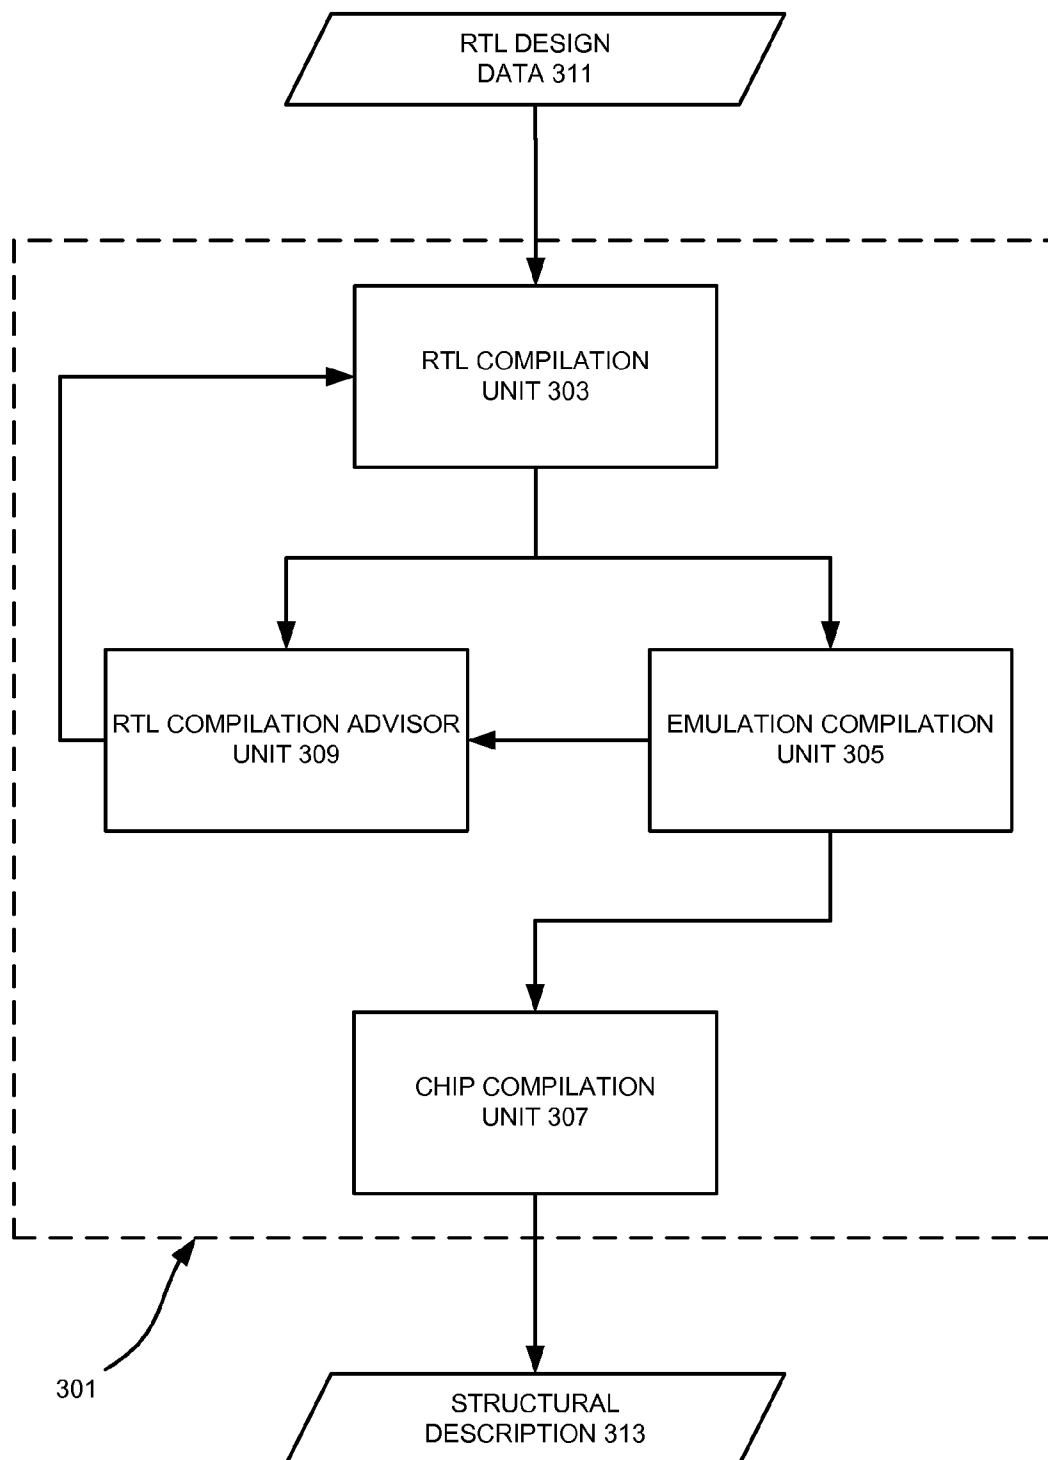 RTL DESIGN
DATA 311
RTL COMPILATION
UNIT 303
RTL COMPILATION ADVISOR
UNIT 309
EMULATION COMPILATION
UNIT 305
CHIP COMPILATION
UNIT 307
301
STRUCTURAL
DESCRIPTION 313